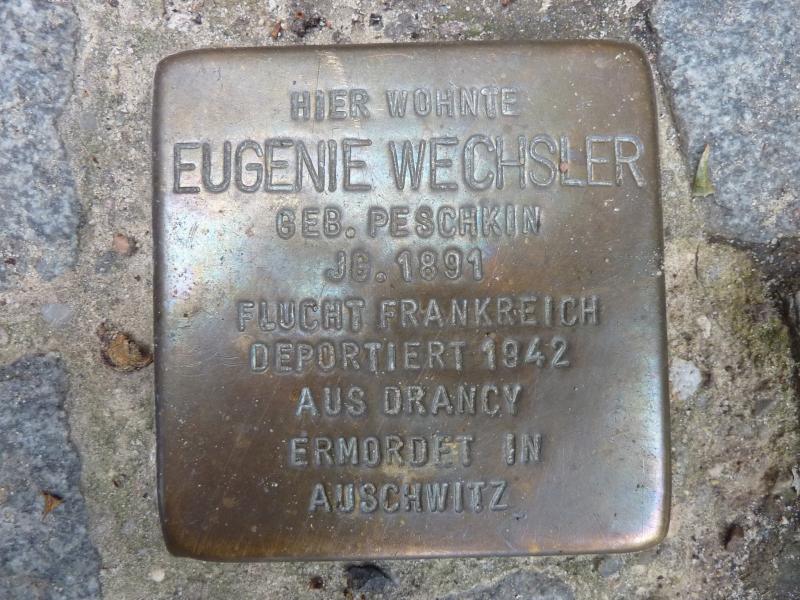 HIER WOHNTE
EUGENIE WECHSLER
GEB. PESCHKIN
JG. 1891
FLUCHT FRANKREICH
DEPORTIERT 1942
AUS DRANCY
ERMORDET IN
AUSCHWITZ